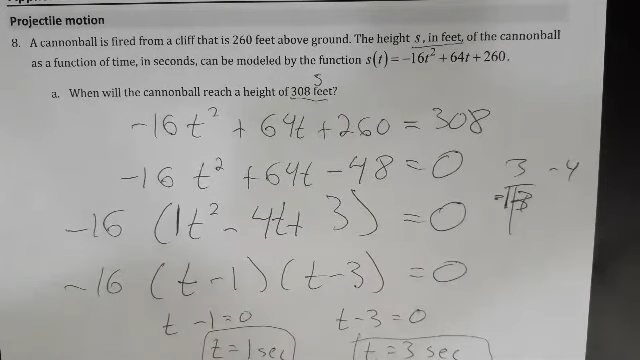 Projectile motion
8. A cannonball is fired from a cliff that is 260 feet above ground. The height s, in feet, of the cannonball
as a function of time, in seconds, can be modeled by the function s(t) = −16t² + 64t + 260.
s
a. When will the cannonball reach a height of 308 feet?
-16t² + 64t + 260 = 308
-16t² + 64t - 48 = 0
3 -4
-16 (1t² - 4t + 3) = 0
-16 (t-1)(t-3) = 0
t - 1 = 0 t - 3 = 0
t = 1 sec t = 3 sec